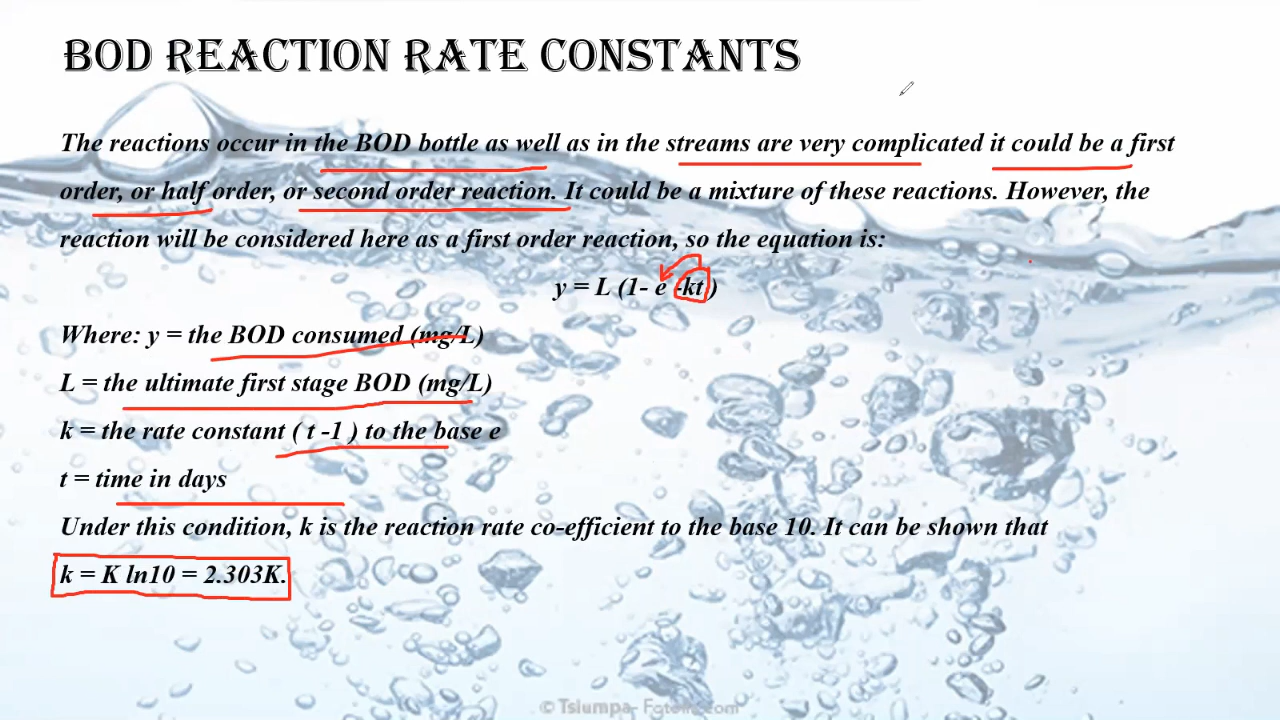 BOD REACTION RATE CONSTANTS
The reactions occur in the BOD bottle as well as in the streams are very complicated it could be a first
order, or half order, or second order reaction. It could be a mixture of these reactions. However, the
reaction will be considered here as a first order reaction, so the equation is:
y = L (1- e -kt )
Where: y = the BOD consumed (mg/L)
L = the ultimate first stage BOD (mg/L)
k = the rate constant ( t -1 ) to the base e
t = time in days
Under this condition, k is the reaction rate co-efficient to the base 10. It can be shown that
k = K ln10 = 2.303K.
© Tsiumpa- Fotolia.com